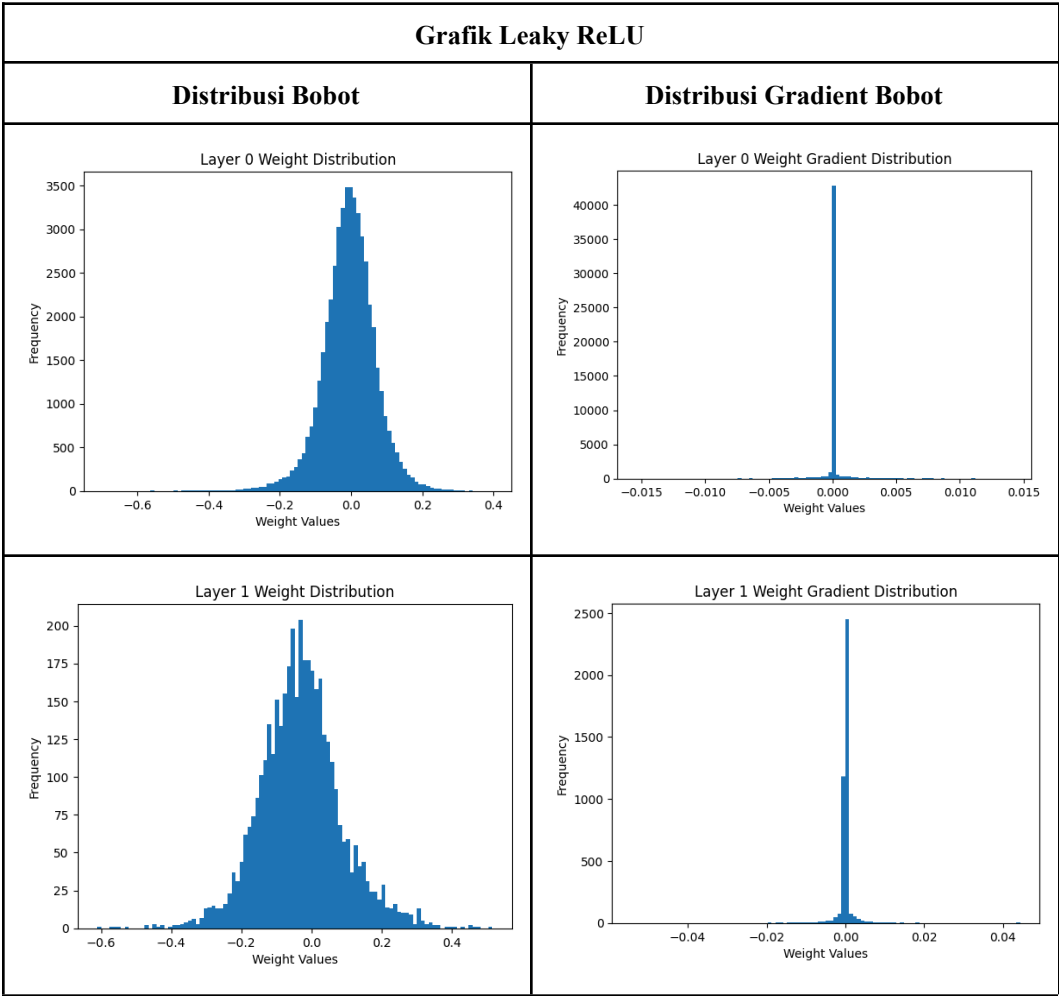 Grafik Leaky ReLU
Distribusi Bobot
Distribusi Gradient Bobot
Layer 0 Weight Distribution
Frequency
3500
3000
2500
2000
1500
1000
500
0
−0.6 −0.4 −0.2 0.0 0.2 0.4
Weight Values
Layer 0 Weight Gradient Distribution
Frequency
40000
35000
30000
25000
20000
15000
10000
5000
0
−0.015 −0.010 −0.005 0.000 0.005 0.010 0.015
Weight Values
Layer 1 Weight Distribution
Frequency
200
175
150
125
100
75
50
25
0
−0.6 −0.4 −0.2 0.0 0.2 0.4
Weight Values
Layer 1 Weight Gradient Distribution
Frequency
2500
2000
1500
1000
500
0
−0.04 −0.02 0.00 0.02 0.04
Weight Values